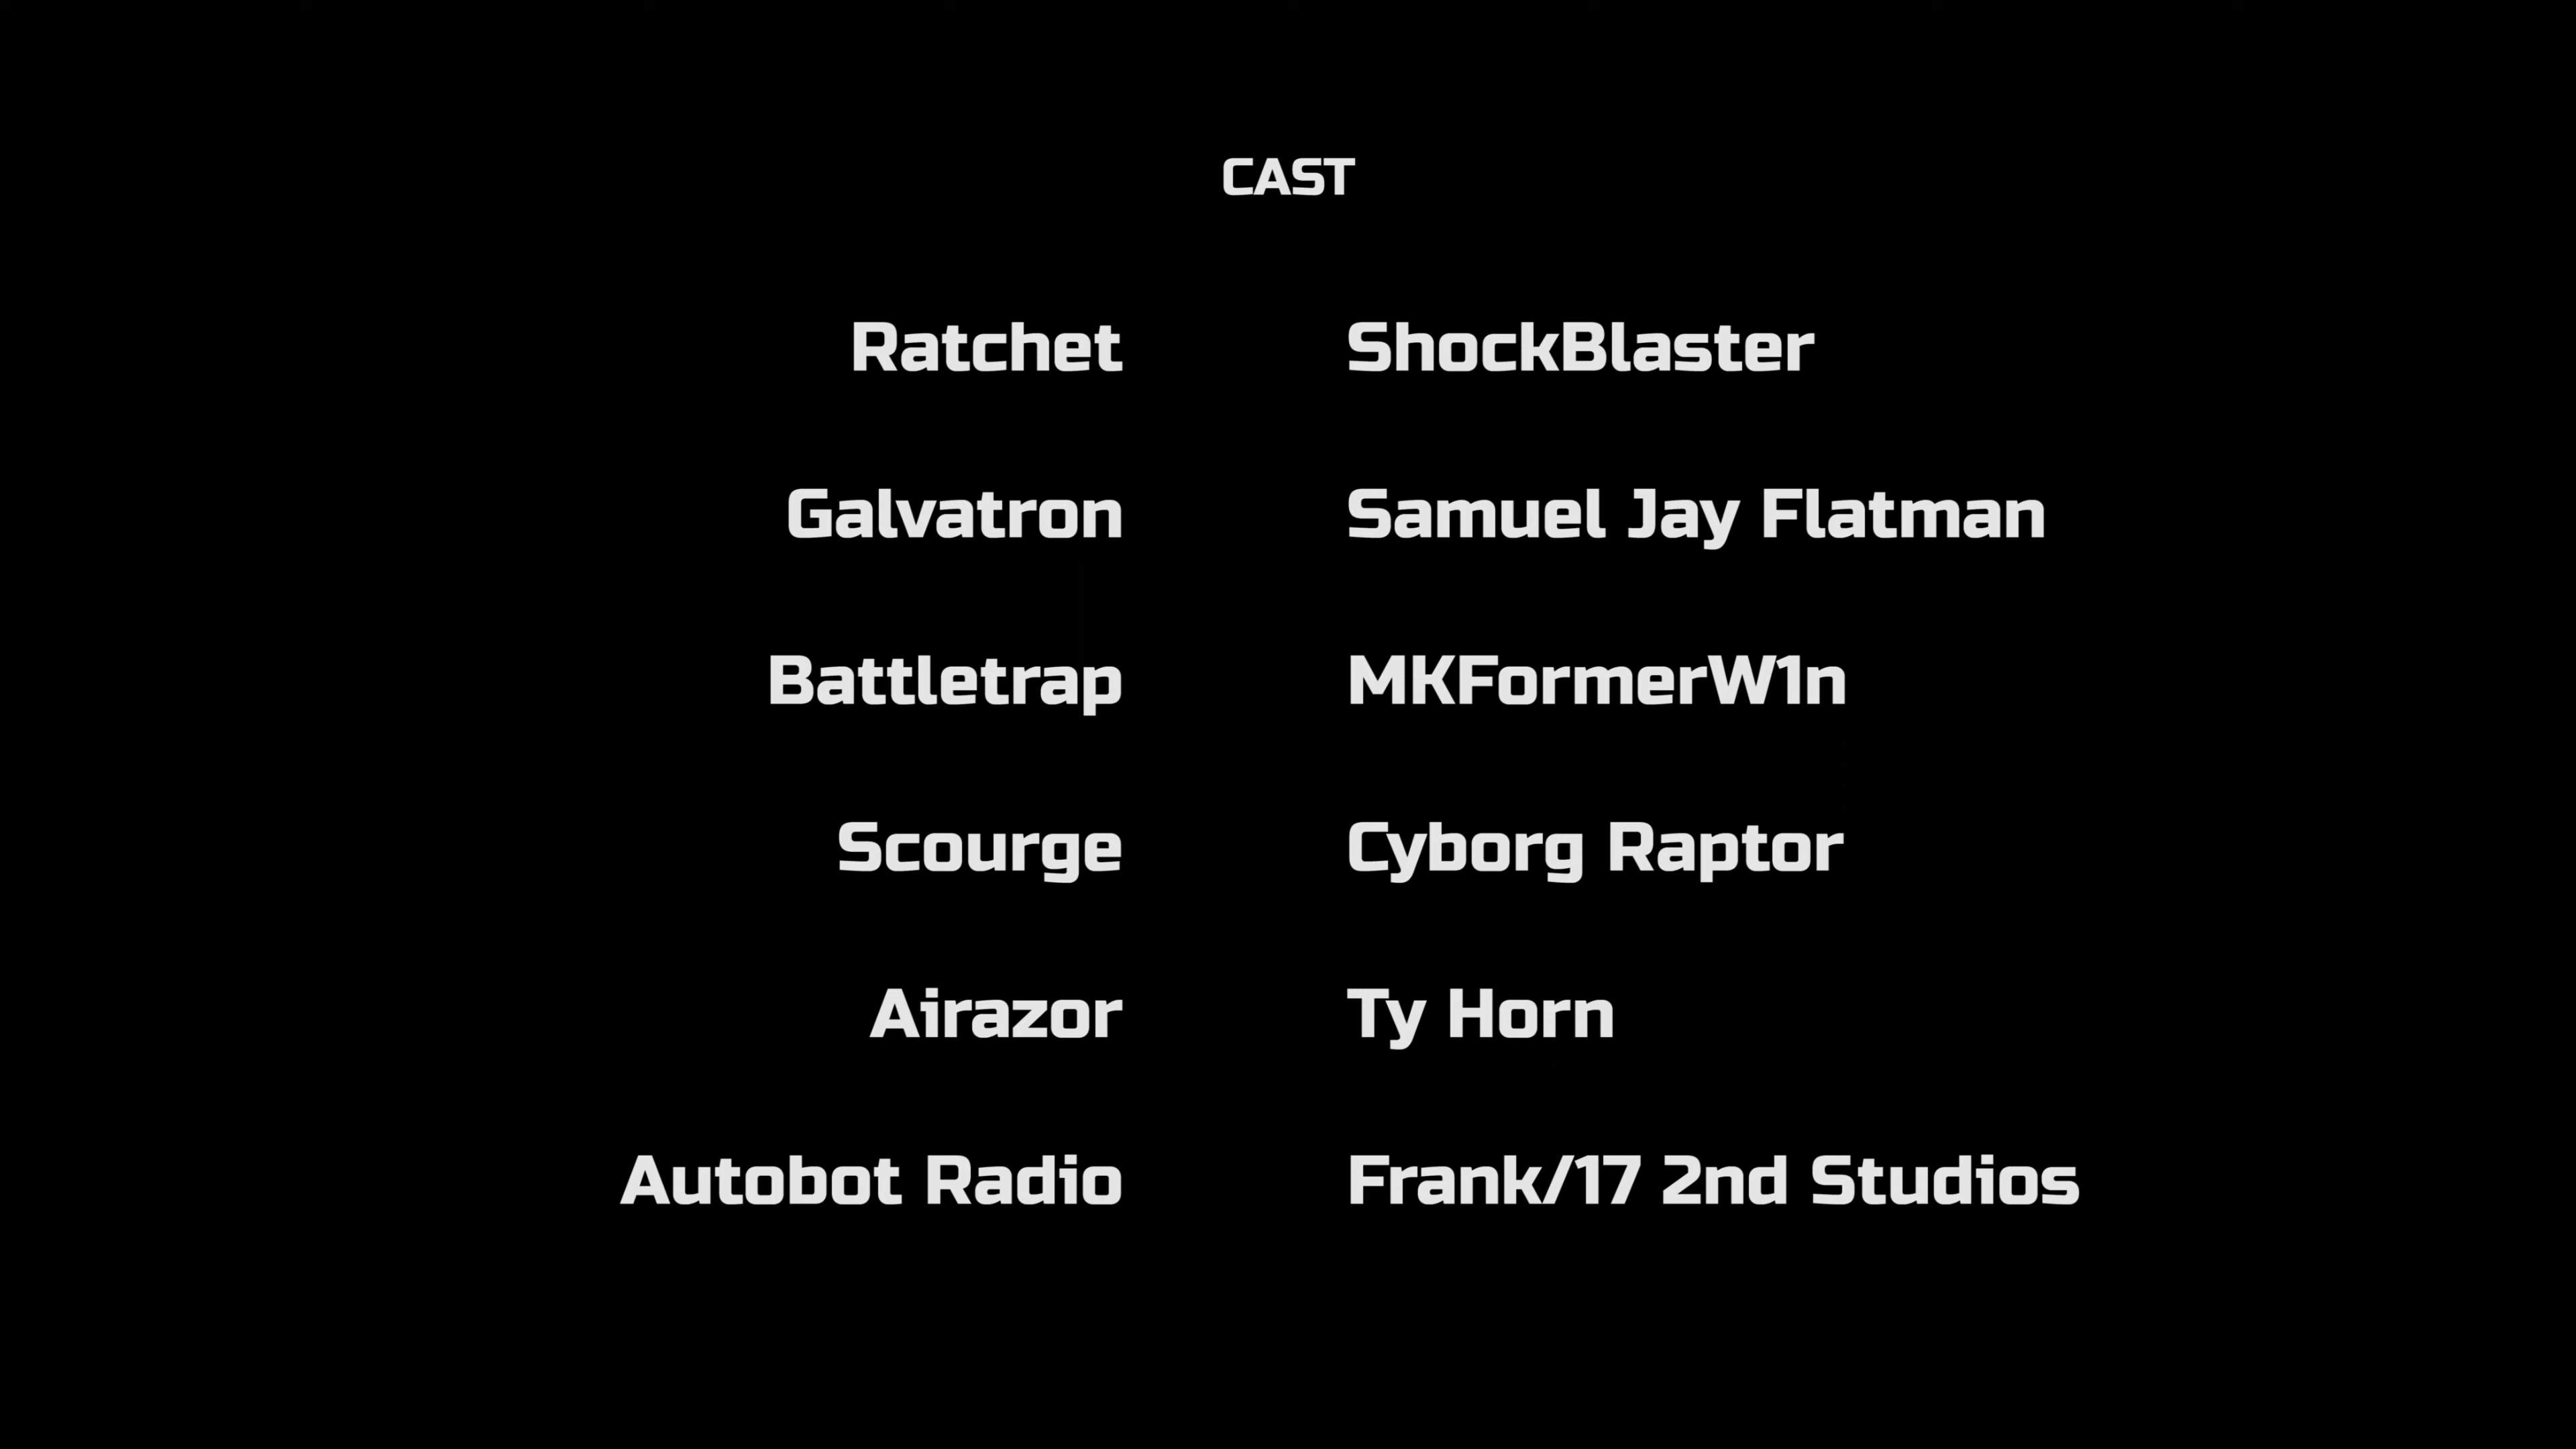 CAST
Ratchet ShockBlaster
Galvatron Samuel Jay Flatman
Battletrap MKFormerW1n
Scourge Cyborg Raptor
Airazor Ty Horn
Autobot Radio Frank/17 2nd Studios